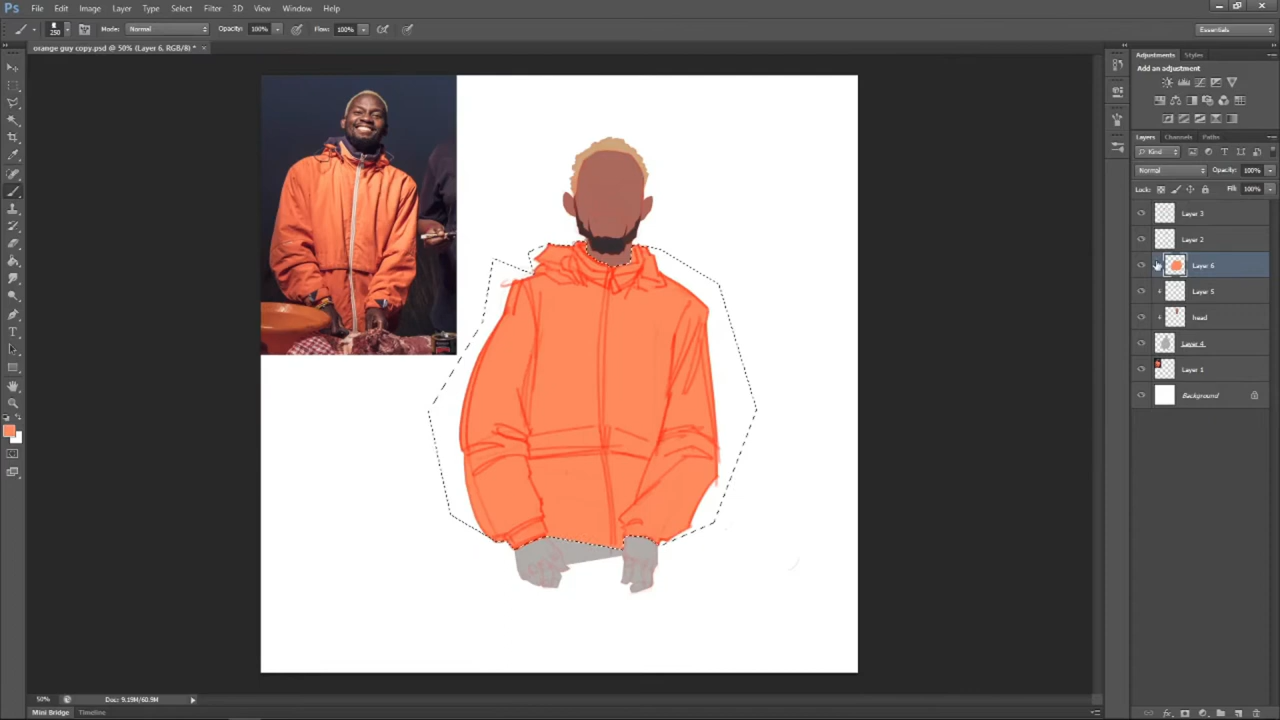 Ps File Edit Image Layer Type Select Filter 3D View Window Help
250 Mode: Normal Opacity: 100% Flow: 100% Essentials
orange guy copy.psd @ 50% (Layer 6, RGB/8) * ×
Adjustments Styles
Add an adjustment
Layers Channels Paths
Kind
Normal Opacity: 100%
Lock: Fill: 100%
Layer 3
Layer 2
Layer 6
Layer 5
head
Layer 4
Layer 1
Background
50% Doc: 9.19M/60.9M
Mini Bridge Timeline